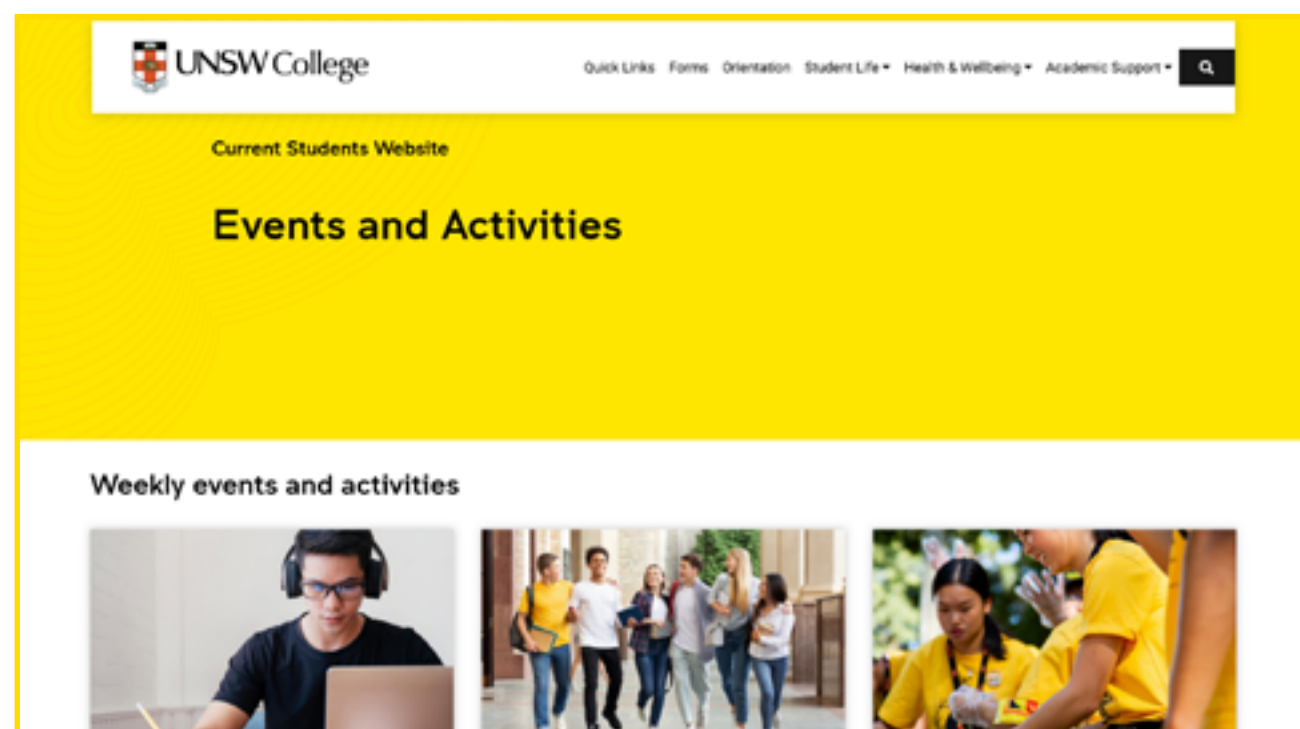 UNSW College
Quick Links Forms Orientation Student Life Health & Wellbeing Academic Support
Current Students Website
Events and Activities
Weekly events and activities